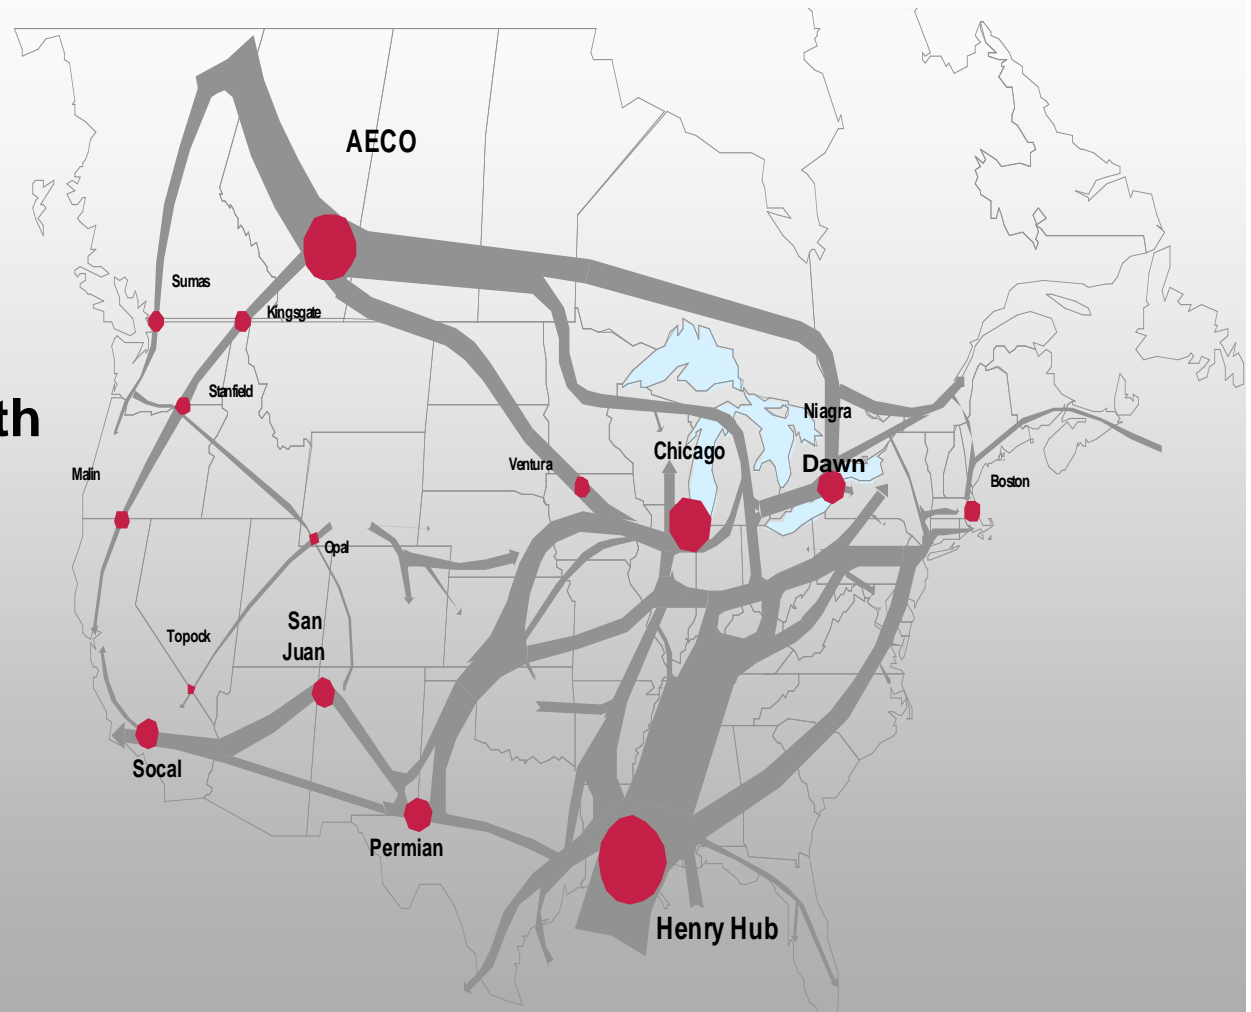 AECO
Sumas
Kingsgate
Stanfield
th
Niagra
Chicago
Dawn
Ventura
Malin
Boston
Opal
San
Juan
Topock
Socal
Permian
Henry Hub